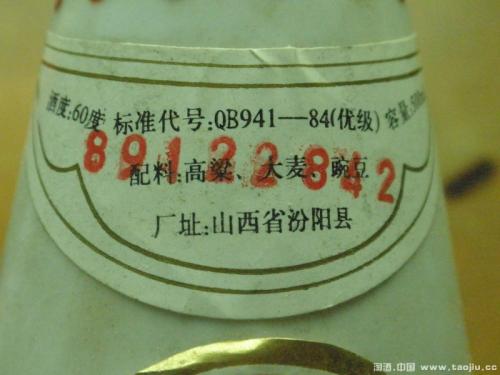 酒度:60度 标准代号:QB941—84(优级) 容量:500m
89122842
配料:高粱、大麦、豌豆
厂址:山西省汾阳县
淘酒.中国 www.taojiu.cc